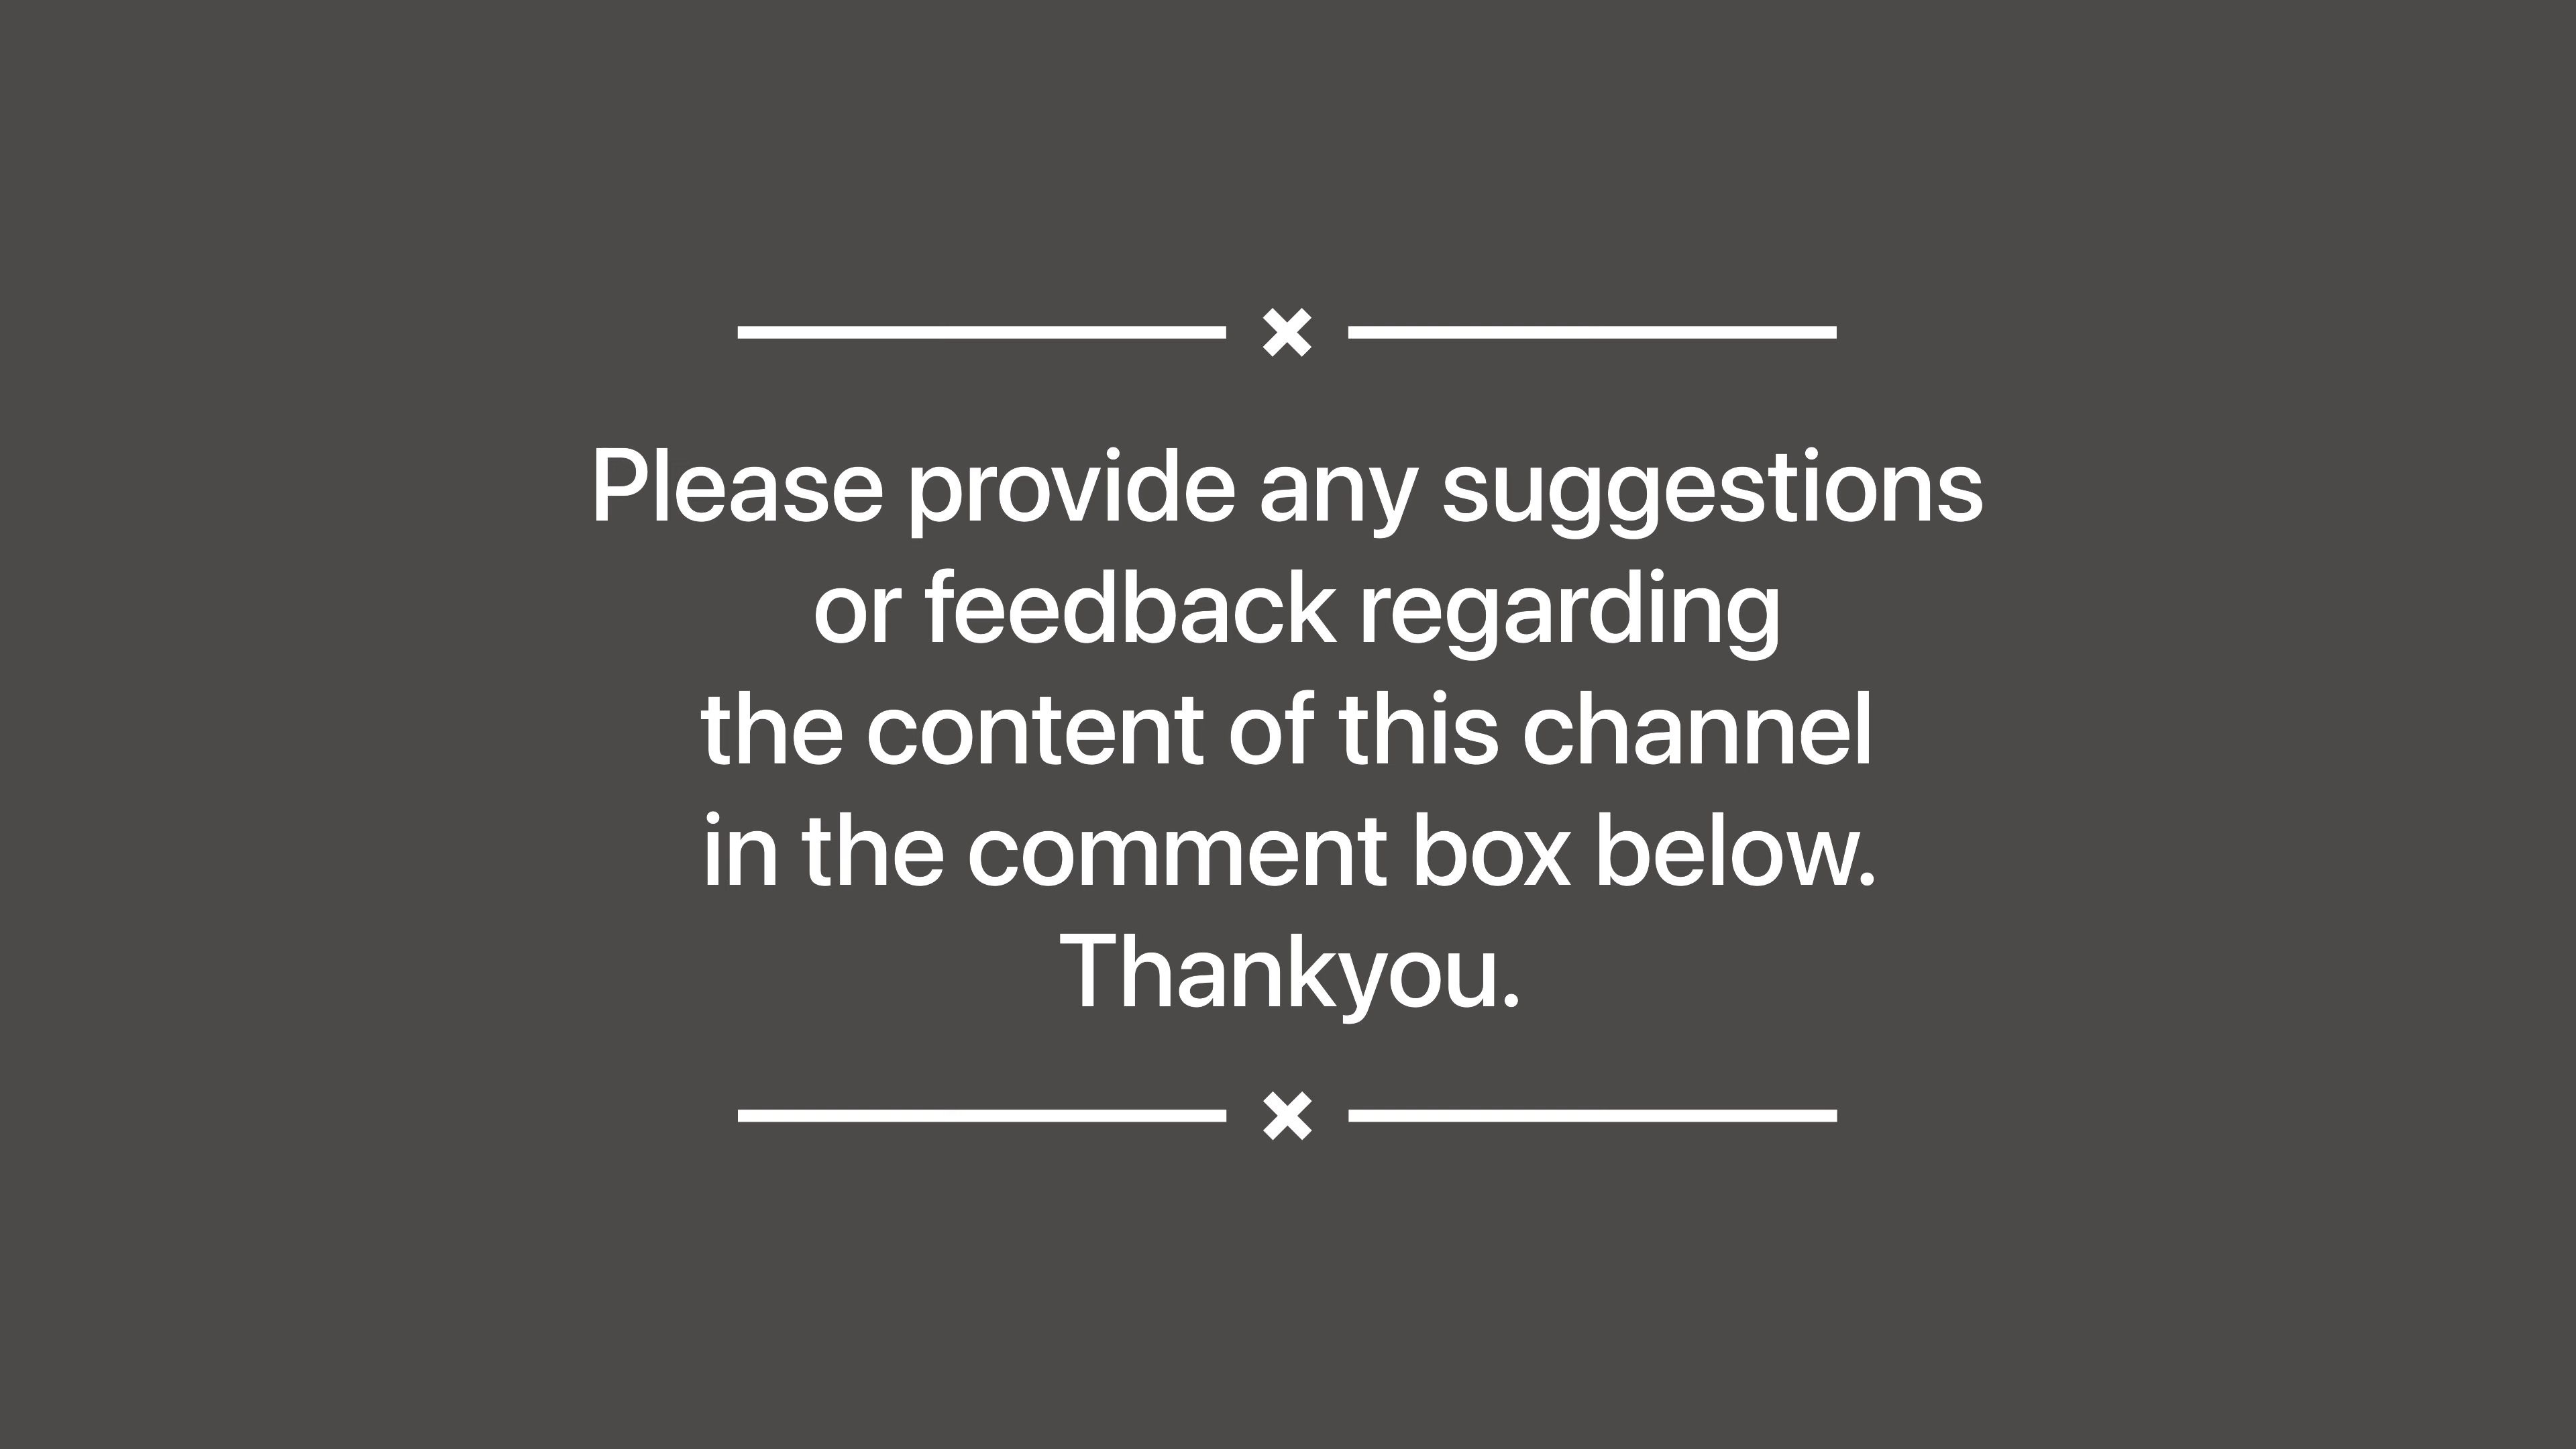 Please provide any suggestions
or feedback regarding
the content of this channel
in the comment box below.
Thankyou.